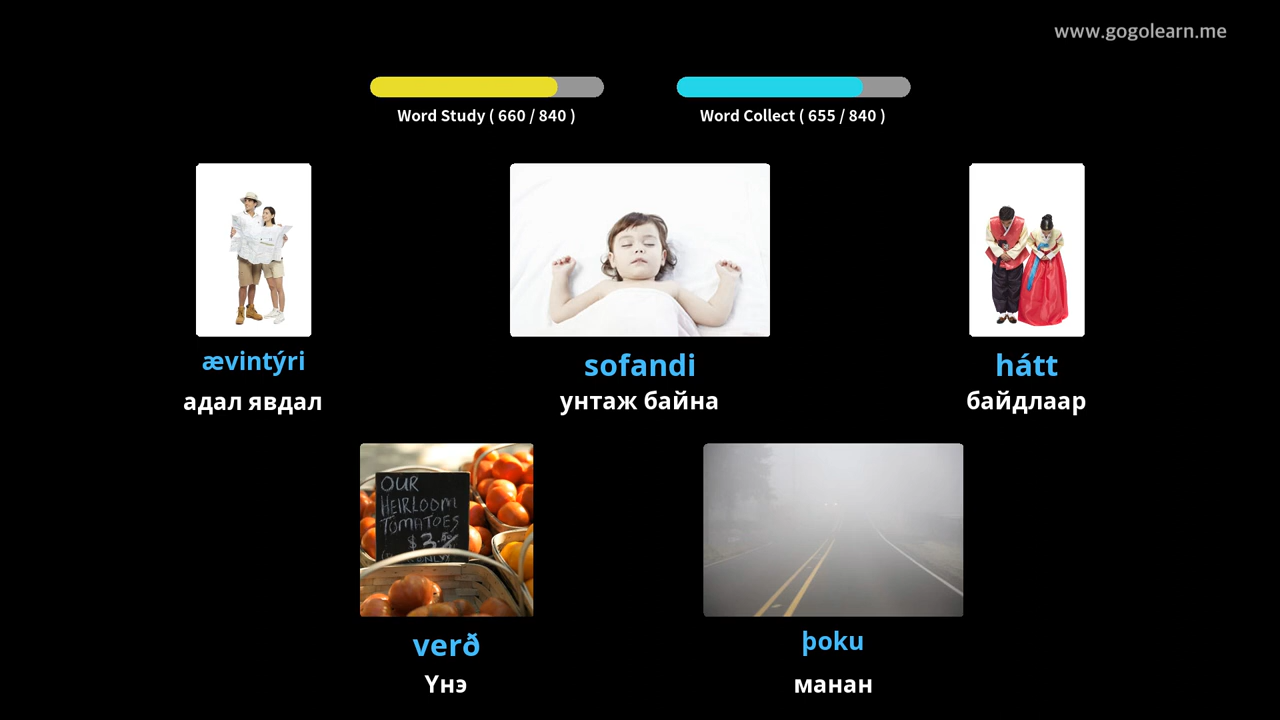 www.gogolearn.me
Word Study ( 660 / 840 )
Word Collect ( 655 / 840 )
ævintýri
адал явдал
sofandi
унтаж байна
hátt
байдлаар
OUR
HEIRLOOM
TOMATOES
verð
Үнэ
þoku
манан